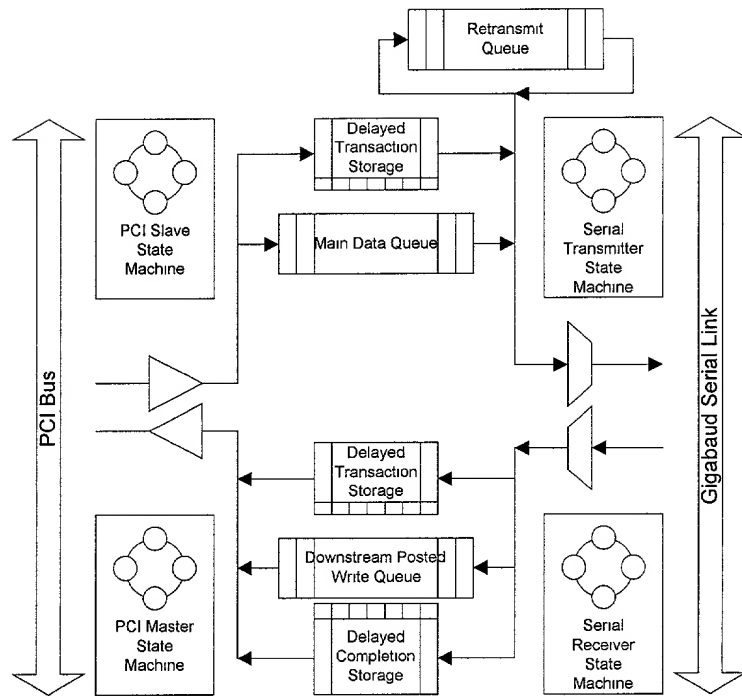 Retransmit
Queue
Delayed
Transaction
Storage
PCI Slave
State
Machine
Main Data Queue
Serial
Transmitter
State
Machine
PCI Bus
Gigabaud Serial Link
Delayed
Transaction
Storage
Downstream Posted
Write Queue
PCI Master
State
Machine
Delayed
Completion
Storage
Serial
Receiver
State
Machine